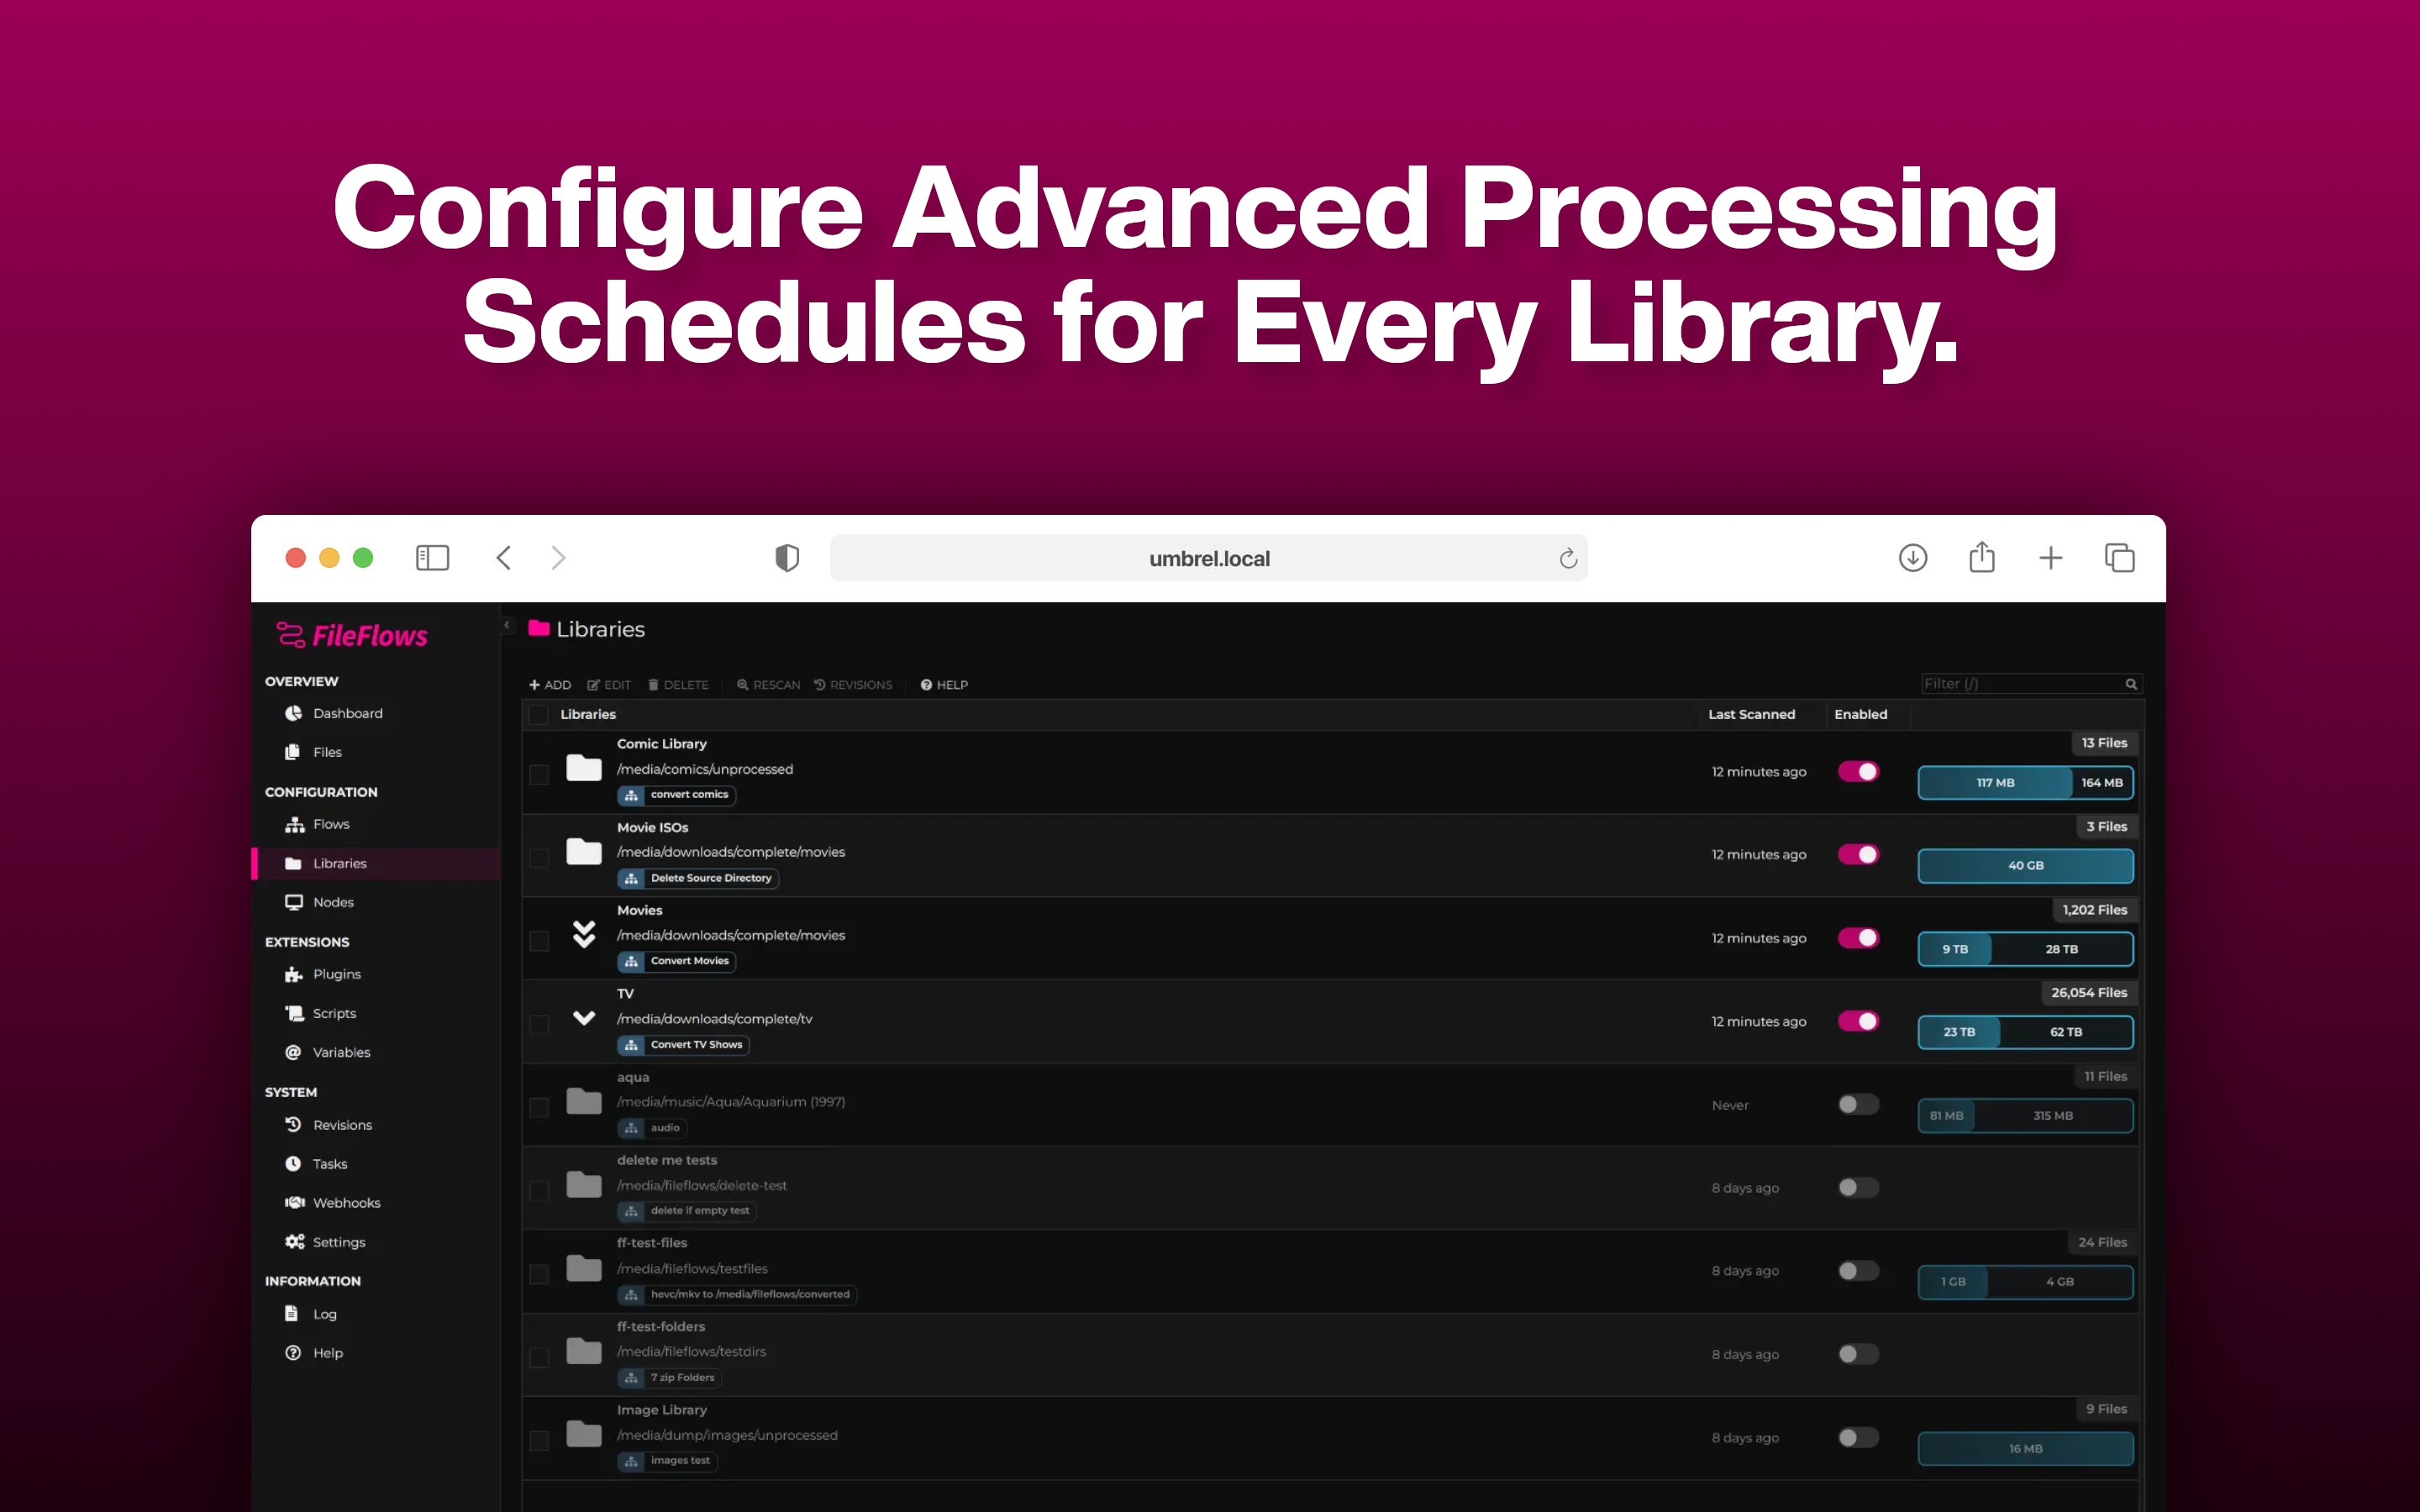 Configure Advanced Processing
Schedules for Every Library.
umbrel.local
FileFlows
Libraries
OVERVIEW
Dashboard
Files
CONFIGURATION
Flows
Libraries
Nodes
EXTENSIONS
Plugins
Scripts
Variables
SYSTEM
Revisions
Tasks
Webhooks
Settings
INFORMATION
Log
Help
ADD EDIT DELETE RESCAN REVISIONS HELP
Filter (/)
Libraries Last Scanned Enabled
Comic Library
/media/comics/unprocessed
convert comics
12 minutes ago
13 Files
117 MB 164 MB
Movie ISOs
/media/downloads/complete/movies
Delete Source Directory
12 minutes ago
3 Files
40 GB
Movies
/media/downloads/complete/movies
Convert Movies
12 minutes ago
1,202 Files
9 TB 28 TB
TV
/media/downloads/complete/tv
Convert TV Shows
12 minutes ago
26,054 Files
23 TB 62 TB
aqua
/media/music/Aqua/Aquarium (1997)
audio
Never
11 Files
81 MB 315 MB
delete me tests
/media/fileflows/delete-test
delete if empty test
8 days ago
ff-test-files
/media/fileflows/testfiles
hevc/mkv to /media/fileflows/converted
8 days ago
24 Files
1 GB 4 GB
ff-test-folders
/media/fileflows/testdirs
7 zip Folders
8 days ago
Image Library
/media/dump/images/unprocessed
images test
8 days ago
9 Files
16 MB